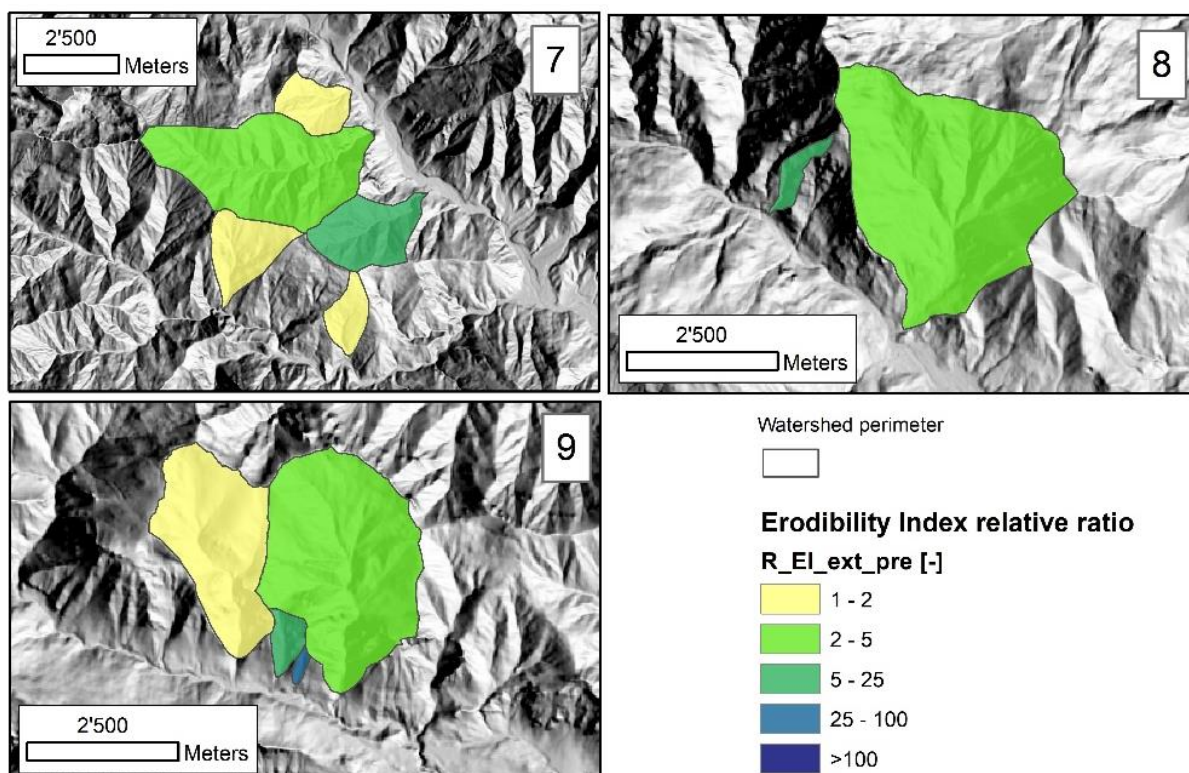 2'500
Meters
7
8
2'500
Meters
9
2'500
Meters
Watershed perimeter
Erodibility Index relative ratio
R_EI_ext_pre [-]
1 - 2
2 - 5
5 - 25
25 - 100
>100